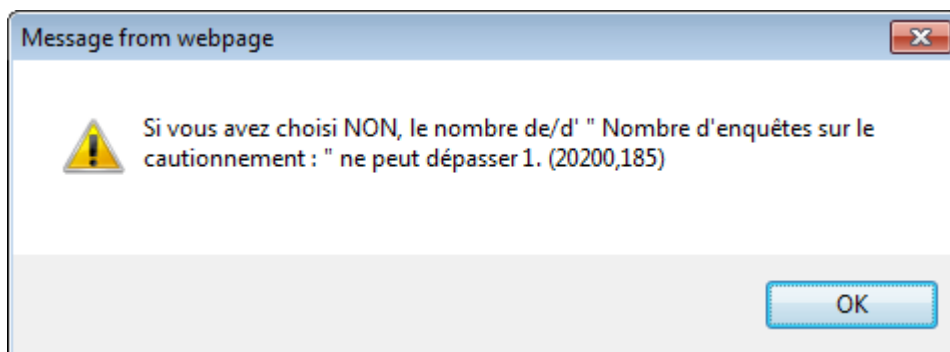 Message from webpage
Si vous avez choisi NON, le nombre de/d' " Nombre d'enquêtes sur le
cautionnement : " ne peut dépasser 1. (20200,185)
OK